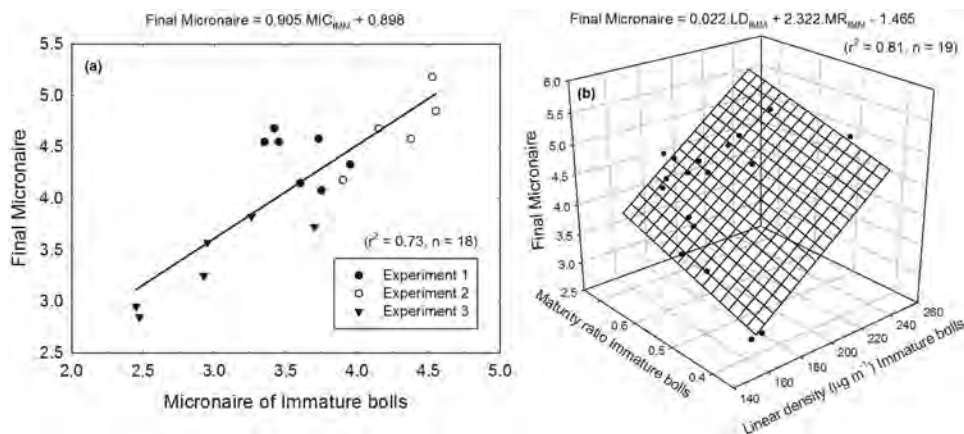 Final Micronaire = 0.905.MIC_IMM + 0.898
(a)
5.5
5.0
4.5
4.0
3.5
3.0
2.5
Final Micronaire
(r² = 0.73, n = 18)
Experiment 1
Experiment 2
Experiment 3
2.0 2.5 3.0 3.5 4.0 4.5 5.0
Micronaire of Immature bolls
Final Micronaire = 0.022.LD_IMM + 2.322.MR_IMM - 1.465
(r² = 0.81, n = 19)
(b)
6.0
5.5
5.0
4.5
4.0
3.5
3.0
2.5
Final Micronaire
0.6
0.5
0.4
Maturity ratio Immature bolls
140 160 180 200 220 240 260
Linear density (µg m⁻¹) Immature bolls